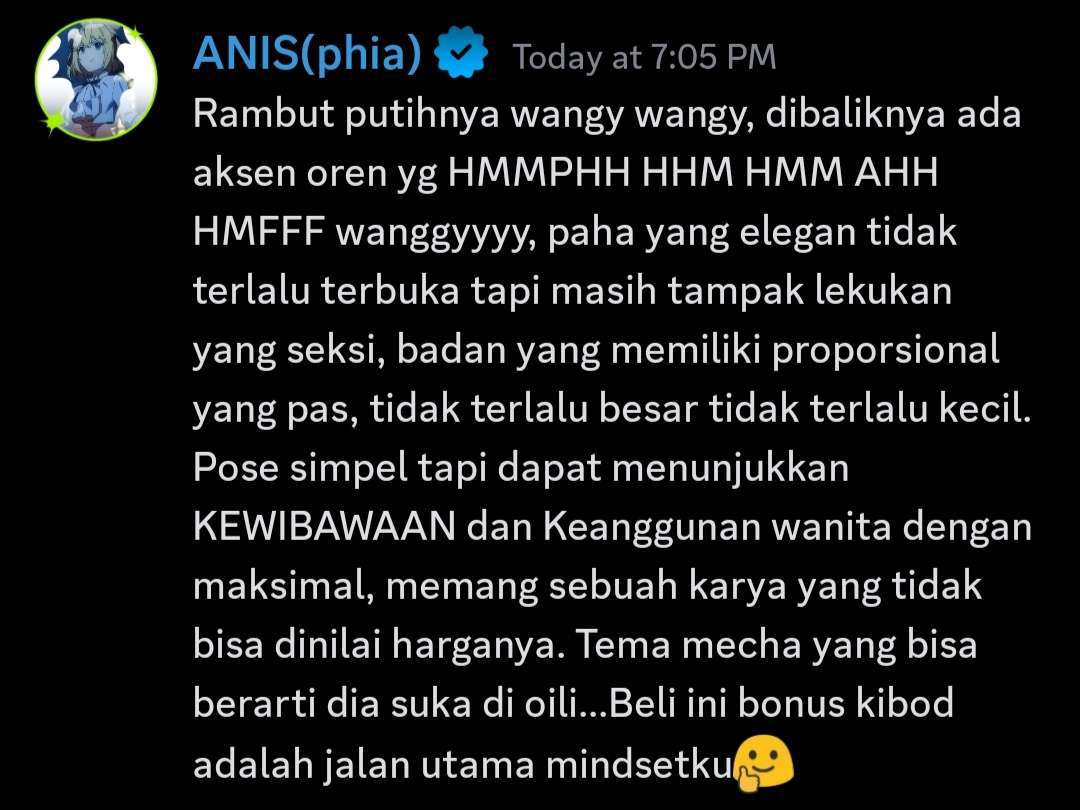 ANIS(phia) Today at 7:05 PM
Rambut putihnya wangy wangy, dibaliknya ada
aksen oren yg HMMPHH HHM HMM AHH
HMFFF wanggyyyy, paha yang elegan tidak
terlalu terbuka tapi masih tampak lekukan
yang seksi, badan yang memiliki proporsional
yang pas, tidak terlalu besar tidak terlalu kecil.
Pose simpel tapi dapat menunjukkan
KEWIBAWAAN dan Keanggunan wanita dengan
maksimal, memang sebuah karya yang tidak
bisa dinilai harganya. Tema mecha yang bisa
berarti dia suka di oili...Beli ini bonus kibod
adalah jalan utama mindsetku